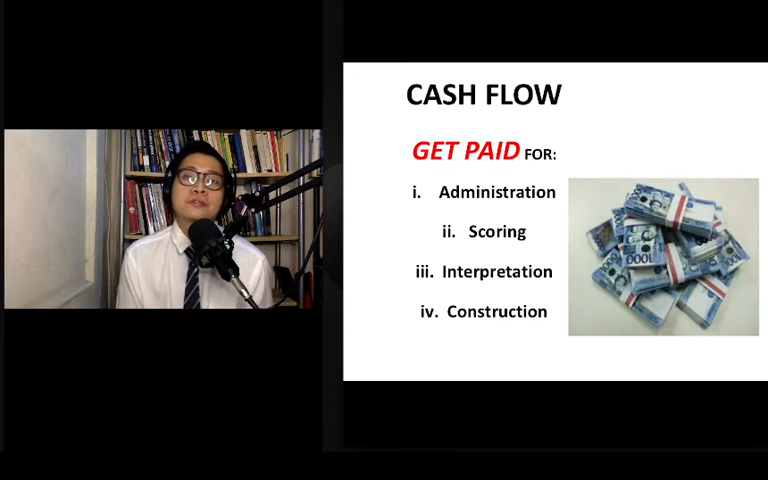 CASH FLOW
GET PAID FOR:
i. Administration
ii. Scoring
iii. Interpretation
iv. Construction